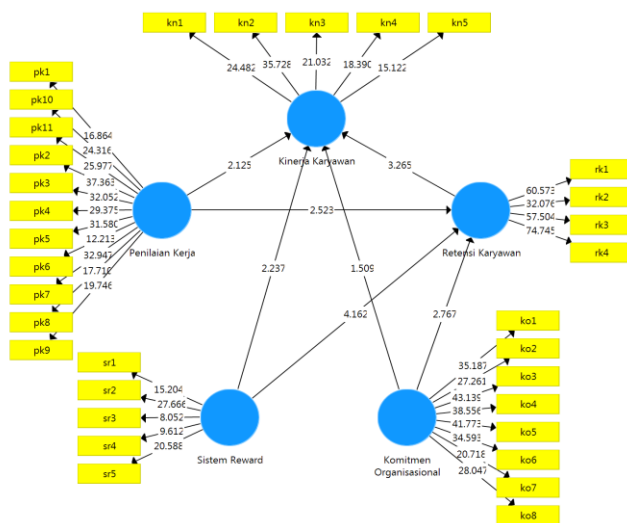 kn1
kn2
kn3
kn4
kn5
24.482
35.728
21.032
18.390
15.122
Kinerja Karyawan
pk1
pk10
pk11
pk2
pk3
pk4
pk5
pk6
pk7
pk8
pk9
16.864
24.316
25.977
37.363
32.052
29.375
31.580
12.213
32.947
17.710
19.746
Penilaian Kerja
2.125
3.265
2.523
2.237
1.509
4.162
2.767
rk1
rk2
rk3
rk4
60.573
32.076
57.504
74.745
Retensi Karyawan
sr1
sr2
sr3
sr4
sr5
15.204
27.666
8.052
9.612
20.588
Sistem Reward
ko1
ko2
ko3
ko4
ko5
ko6
ko7
ko8
35.187
27.261
43.139
38.556
41.773
34.593
20.718
28.047
Komitmen
Organisasional